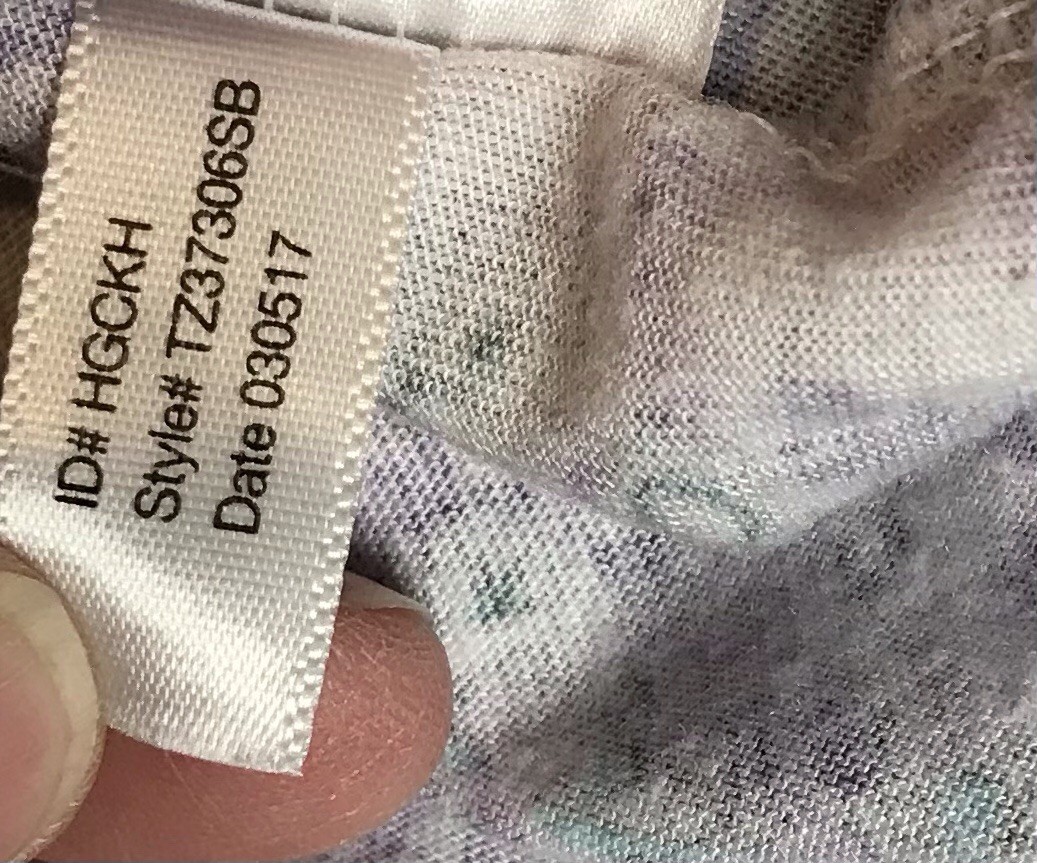 ID# HGCKH
Style# TZ37306SB
Date 030517